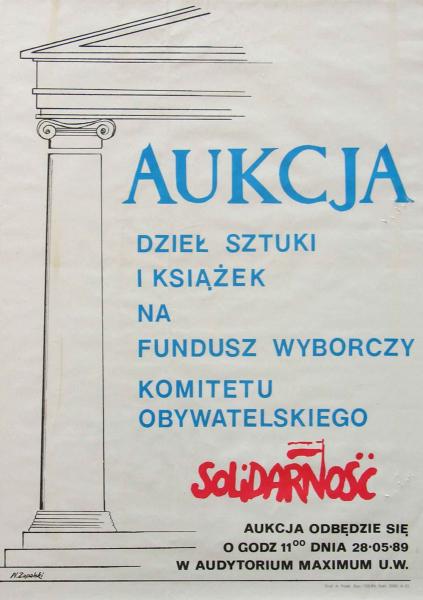 AUKCJA
DZIEŁ SZTUKI
I KSIĄŻEK
NA
FUNDUSZ WYBORCZY
KOMITETU
OBYWATELSKIEGO
SOLIDARNOŚĆ
AUKCJA ODBĘDZIE SIĘ
O GODZ 11⁰⁰ DNIA 28·05·89
W AUDYTORIUM MAXIMUM U.W.